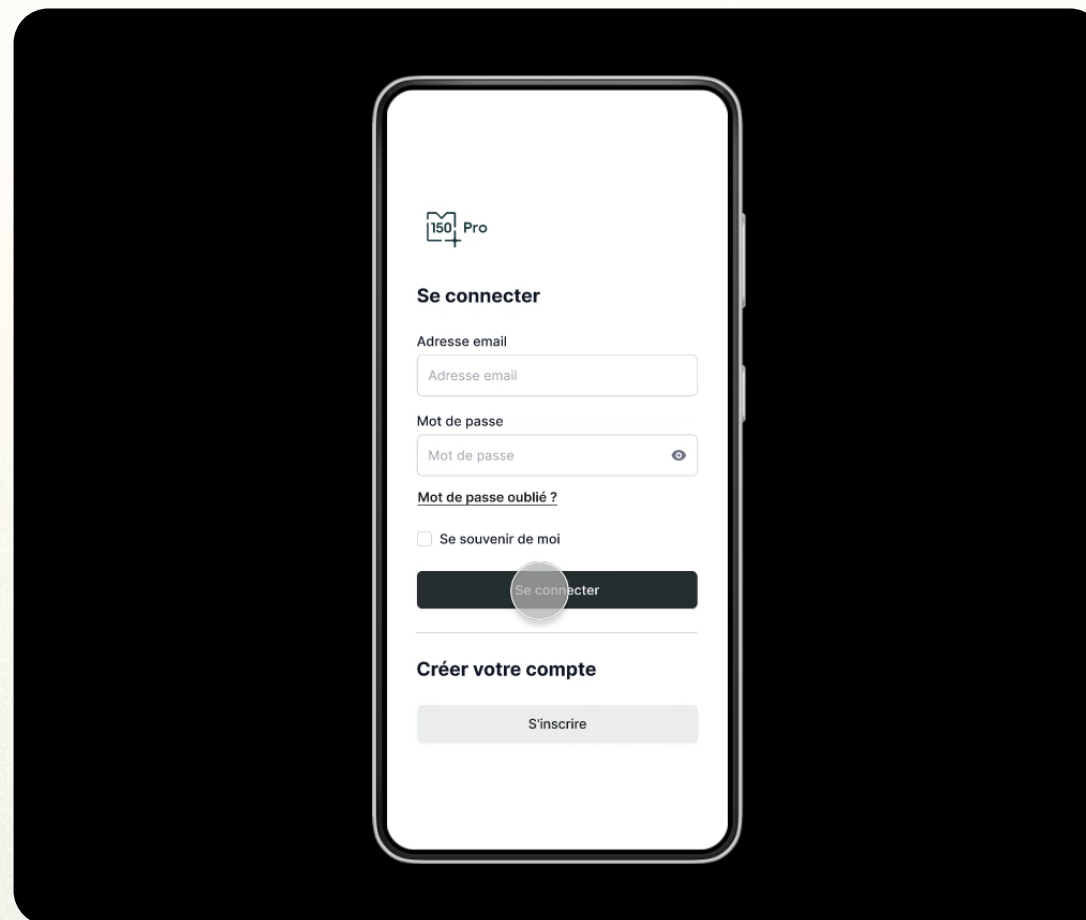 150 Pro
Se connecter
Adresse email
Adresse email
Mot de passe
Mot de passe
Mot de passe oublié ?
Se souvenir de moi
Se connecter
Créer votre compte
S'inscrire